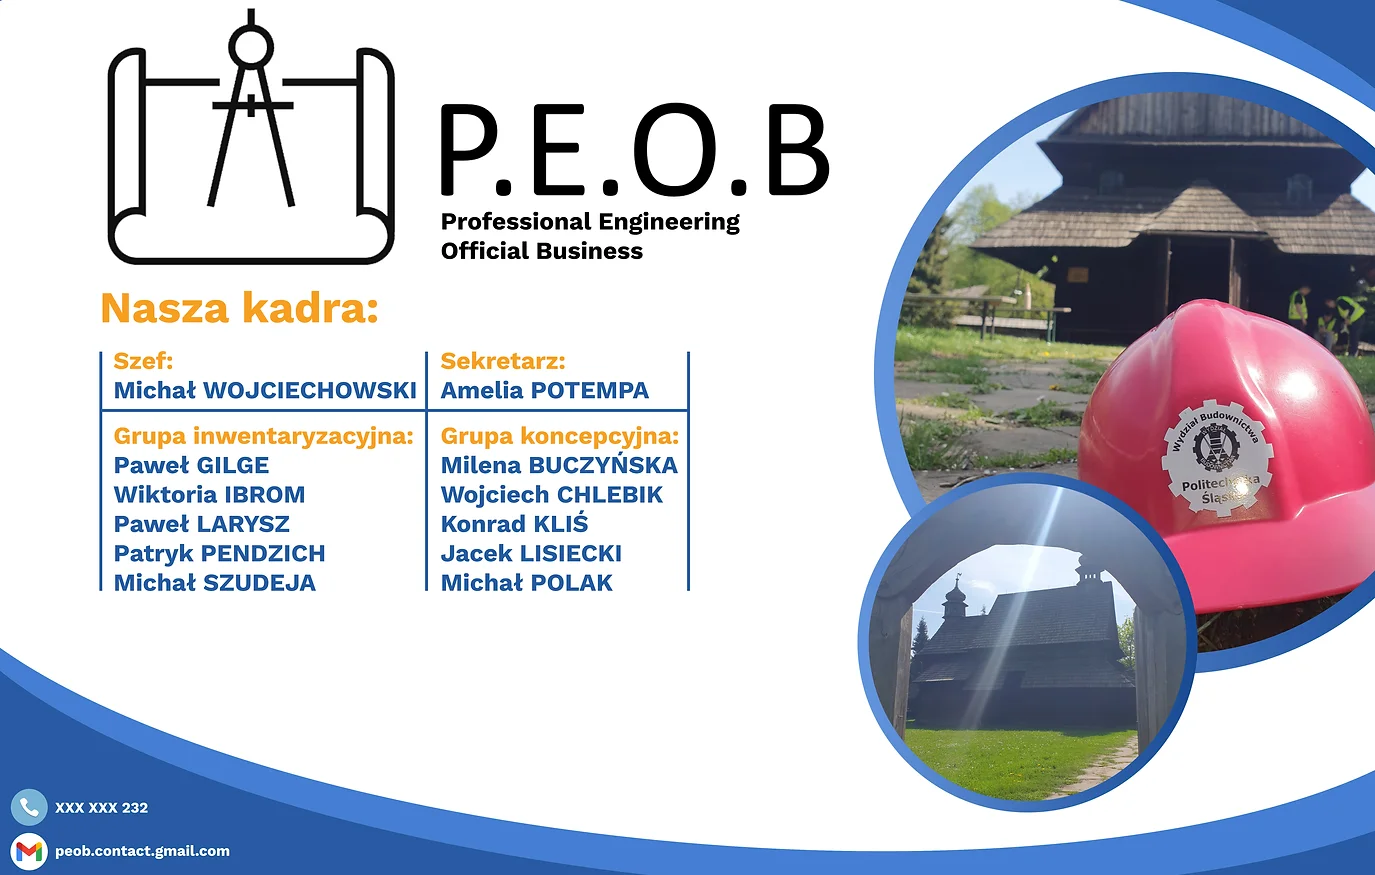 P.E.O.B
Professional Engineering
Official Business
Nasza kadra:
Szef:
Michał WOJCIECHOWSKI
Sekretarz:
Amelia POTEMPA
Grupa inwentaryzacyjna:
Paweł GILGE
Wiktoria IBROM
Paweł LARYSZ
Patryk PENDZICH
Michał SZUDEJA
Grupa koncepcyjna:
Milena BUCZYŃSKA
Wojciech CHLEBIK
Konrad KLIŚ
Jacek LISIECKI
Michał POLAK
Wydział Budownictwa
XXX XXX 232
peob.contact.gmail.com